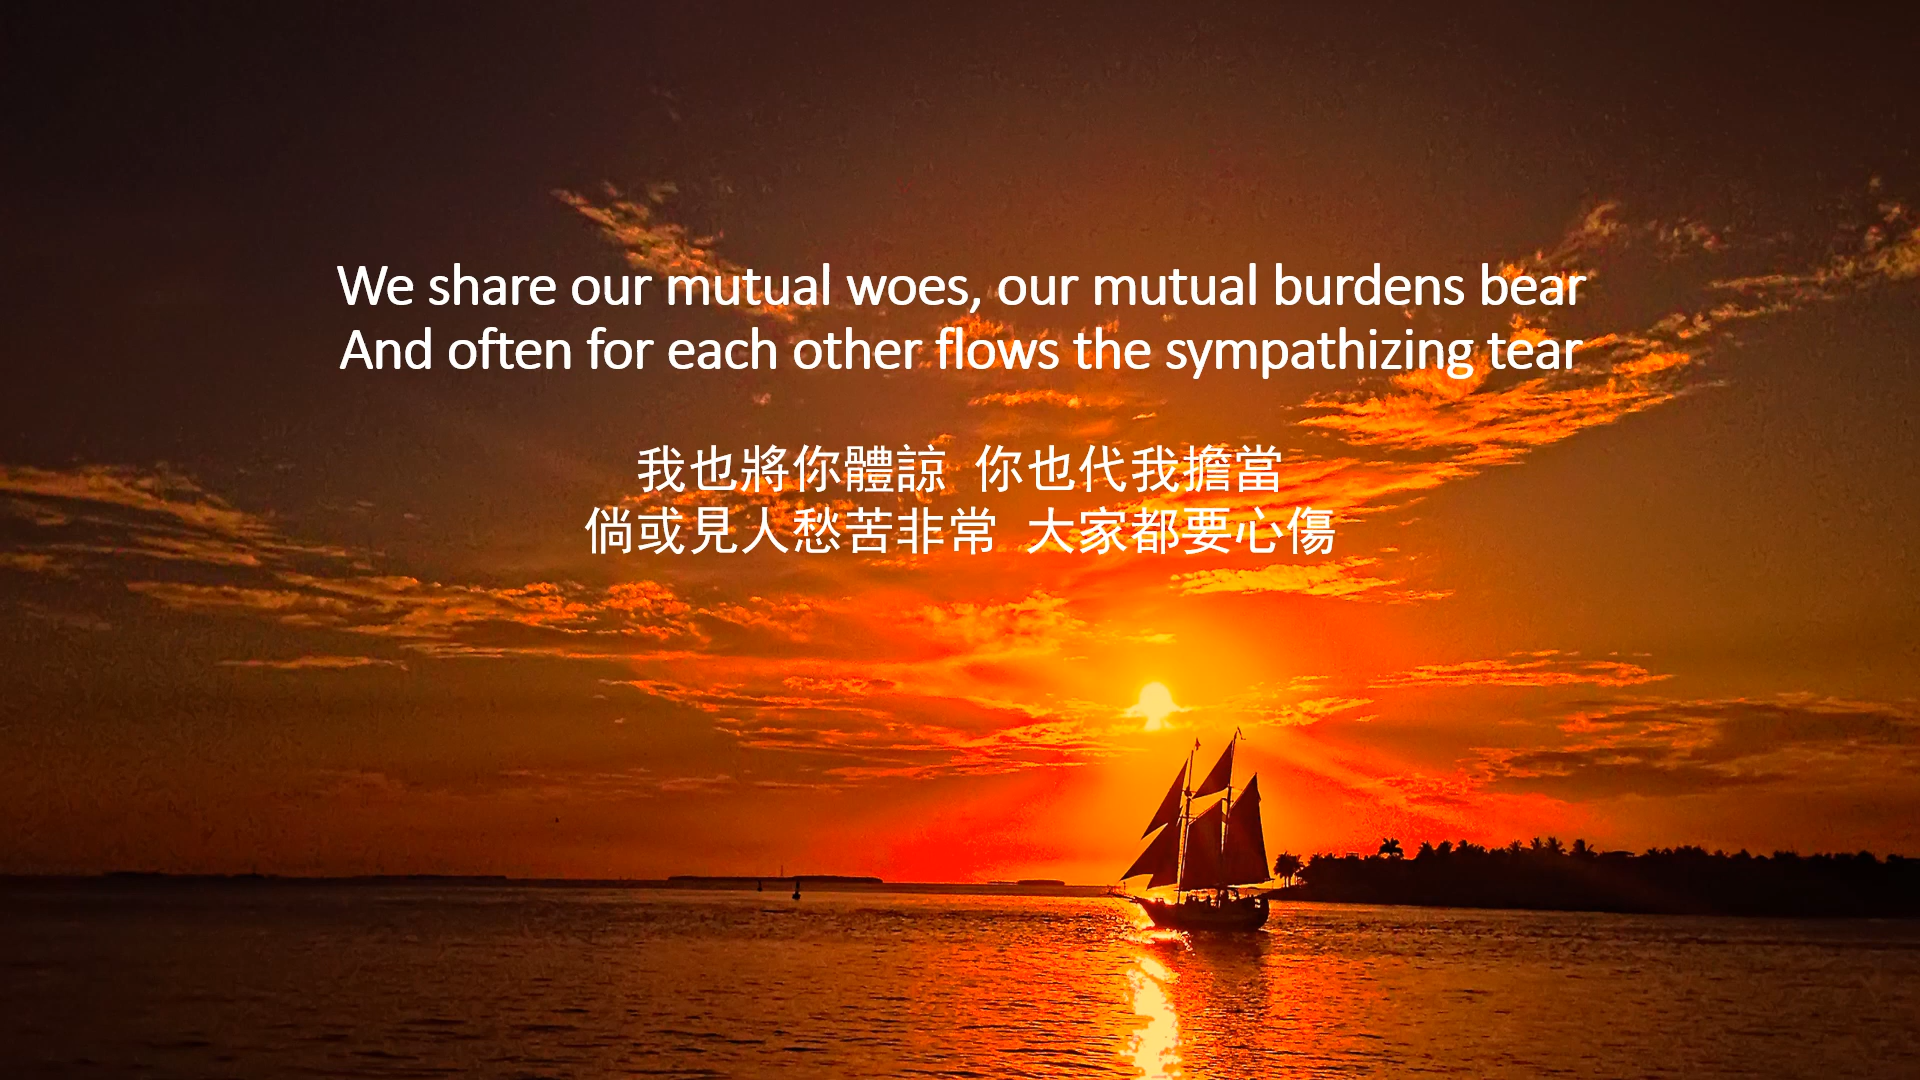 We share our mutual woes, our mutual burdens bear
And often for each other flows the sympathizing tear
我也將你體諒 你也代我擔當
倘或見人愁苦非常 大家都要心傷